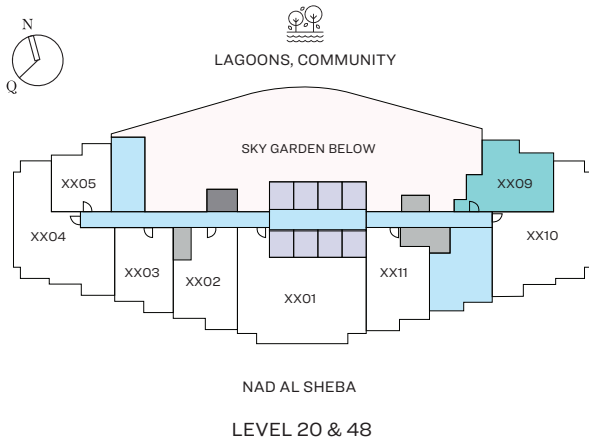 N
Q
LAGOONS, COMMUNITY
SKY GARDEN BELOW
XX05
XX09
XX04
XX10
XX03
XX02
XX11
XX01
NAD AL SHEBA
LEVEL 20 & 48